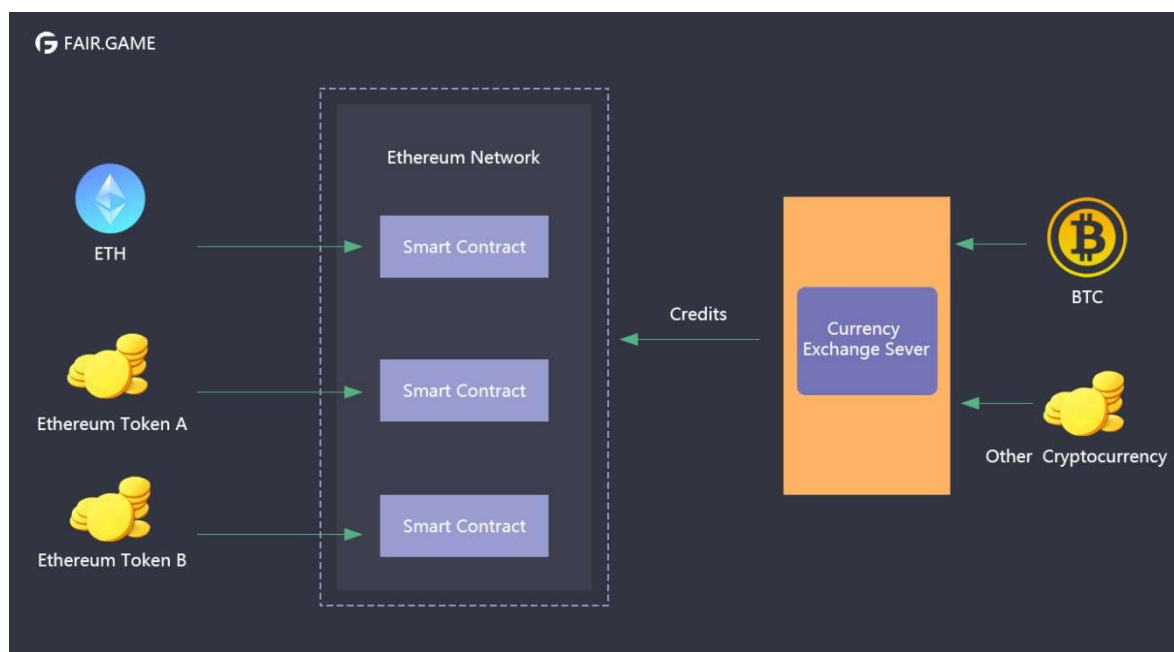 FAIR.GAME
Ethereum Network
ETH
Smart Contract
Credits
Currency
Exchange Sever
BTC
Ethereum Token A
Smart Contract
Other Cryptocurrency
Ethereum Token B
Smart Contract